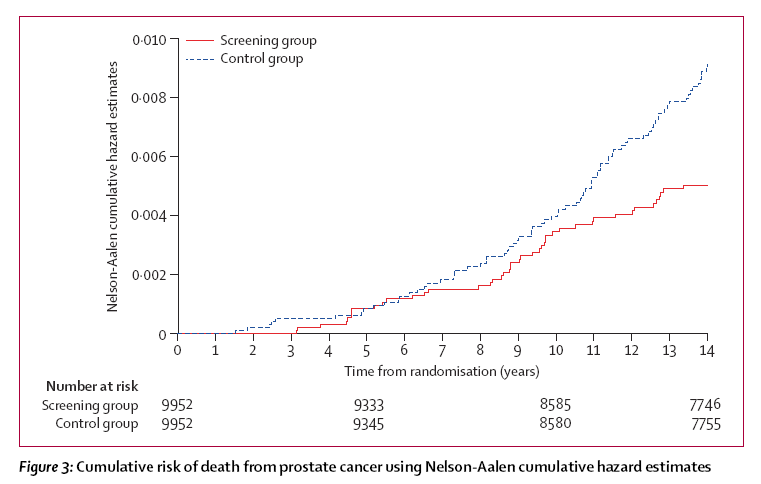 0·010
Screening group
Control group
0·008
0·006
0·004
0·002
0
Nelson-Aalen cumulative hazard estimates
0 1 2 3 4 5 6 7 8 9 10 11 12 13 14
Time from randomisation (years)
Number at risk
Screening group 9952 9333 8585 7746
Control group 9952 9345 8580 7755
Figure 3: Cumulative risk of death from prostate cancer using Nelson-Aalen cumulative hazard estimates